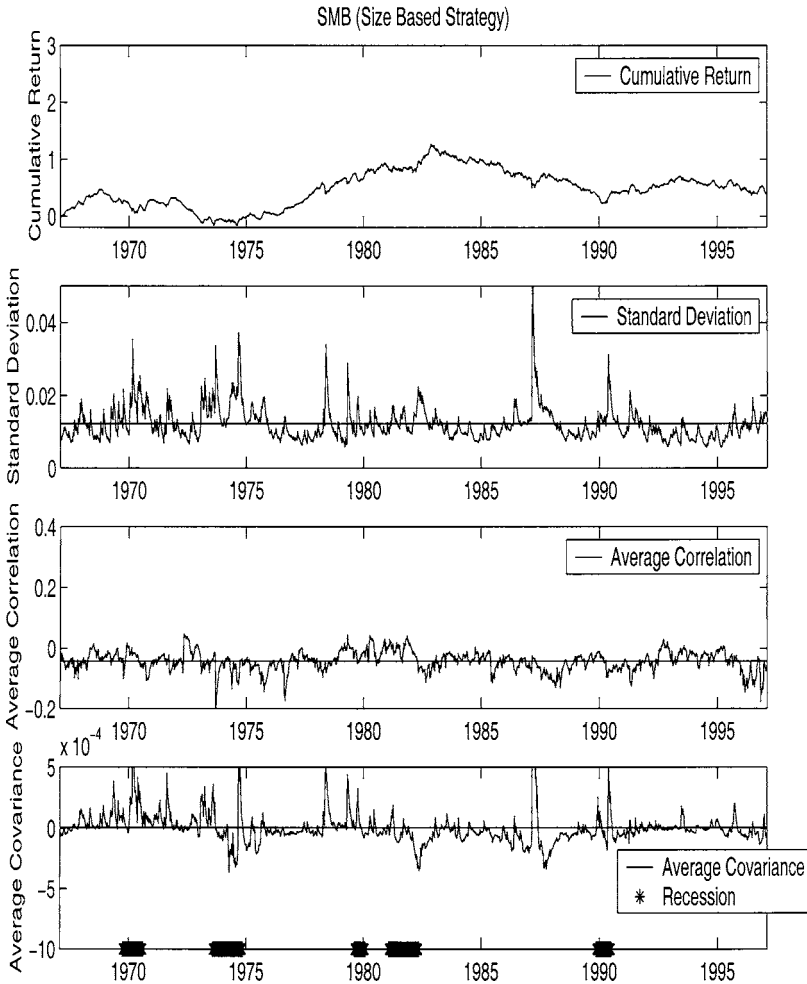 SMB (Size Based Strategy)
Cumulative Return
3
2
1
0
Cumulative Return
1970 1975 1980 1985 1990 1995
Standard Deviation
0.04
0.02
0
Standard Deviation
1970 1975 1980 1985 1990 1995
Average Correlation
0.4
0.2
0
-0.2
Average Correlation
1970 1975 1980 1985 1990 1995
x 10-4
Average Covariance
5
0
-5
-10
Average Covariance
Recession
1970 1975 1980 1985 1990 1995